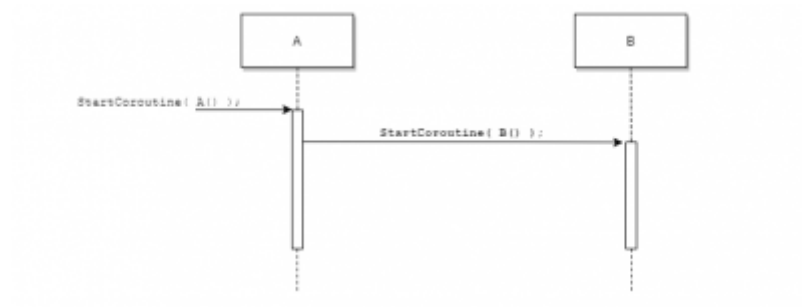 A
B
StartCoroutine( A() );
StartCoroutine( B() );